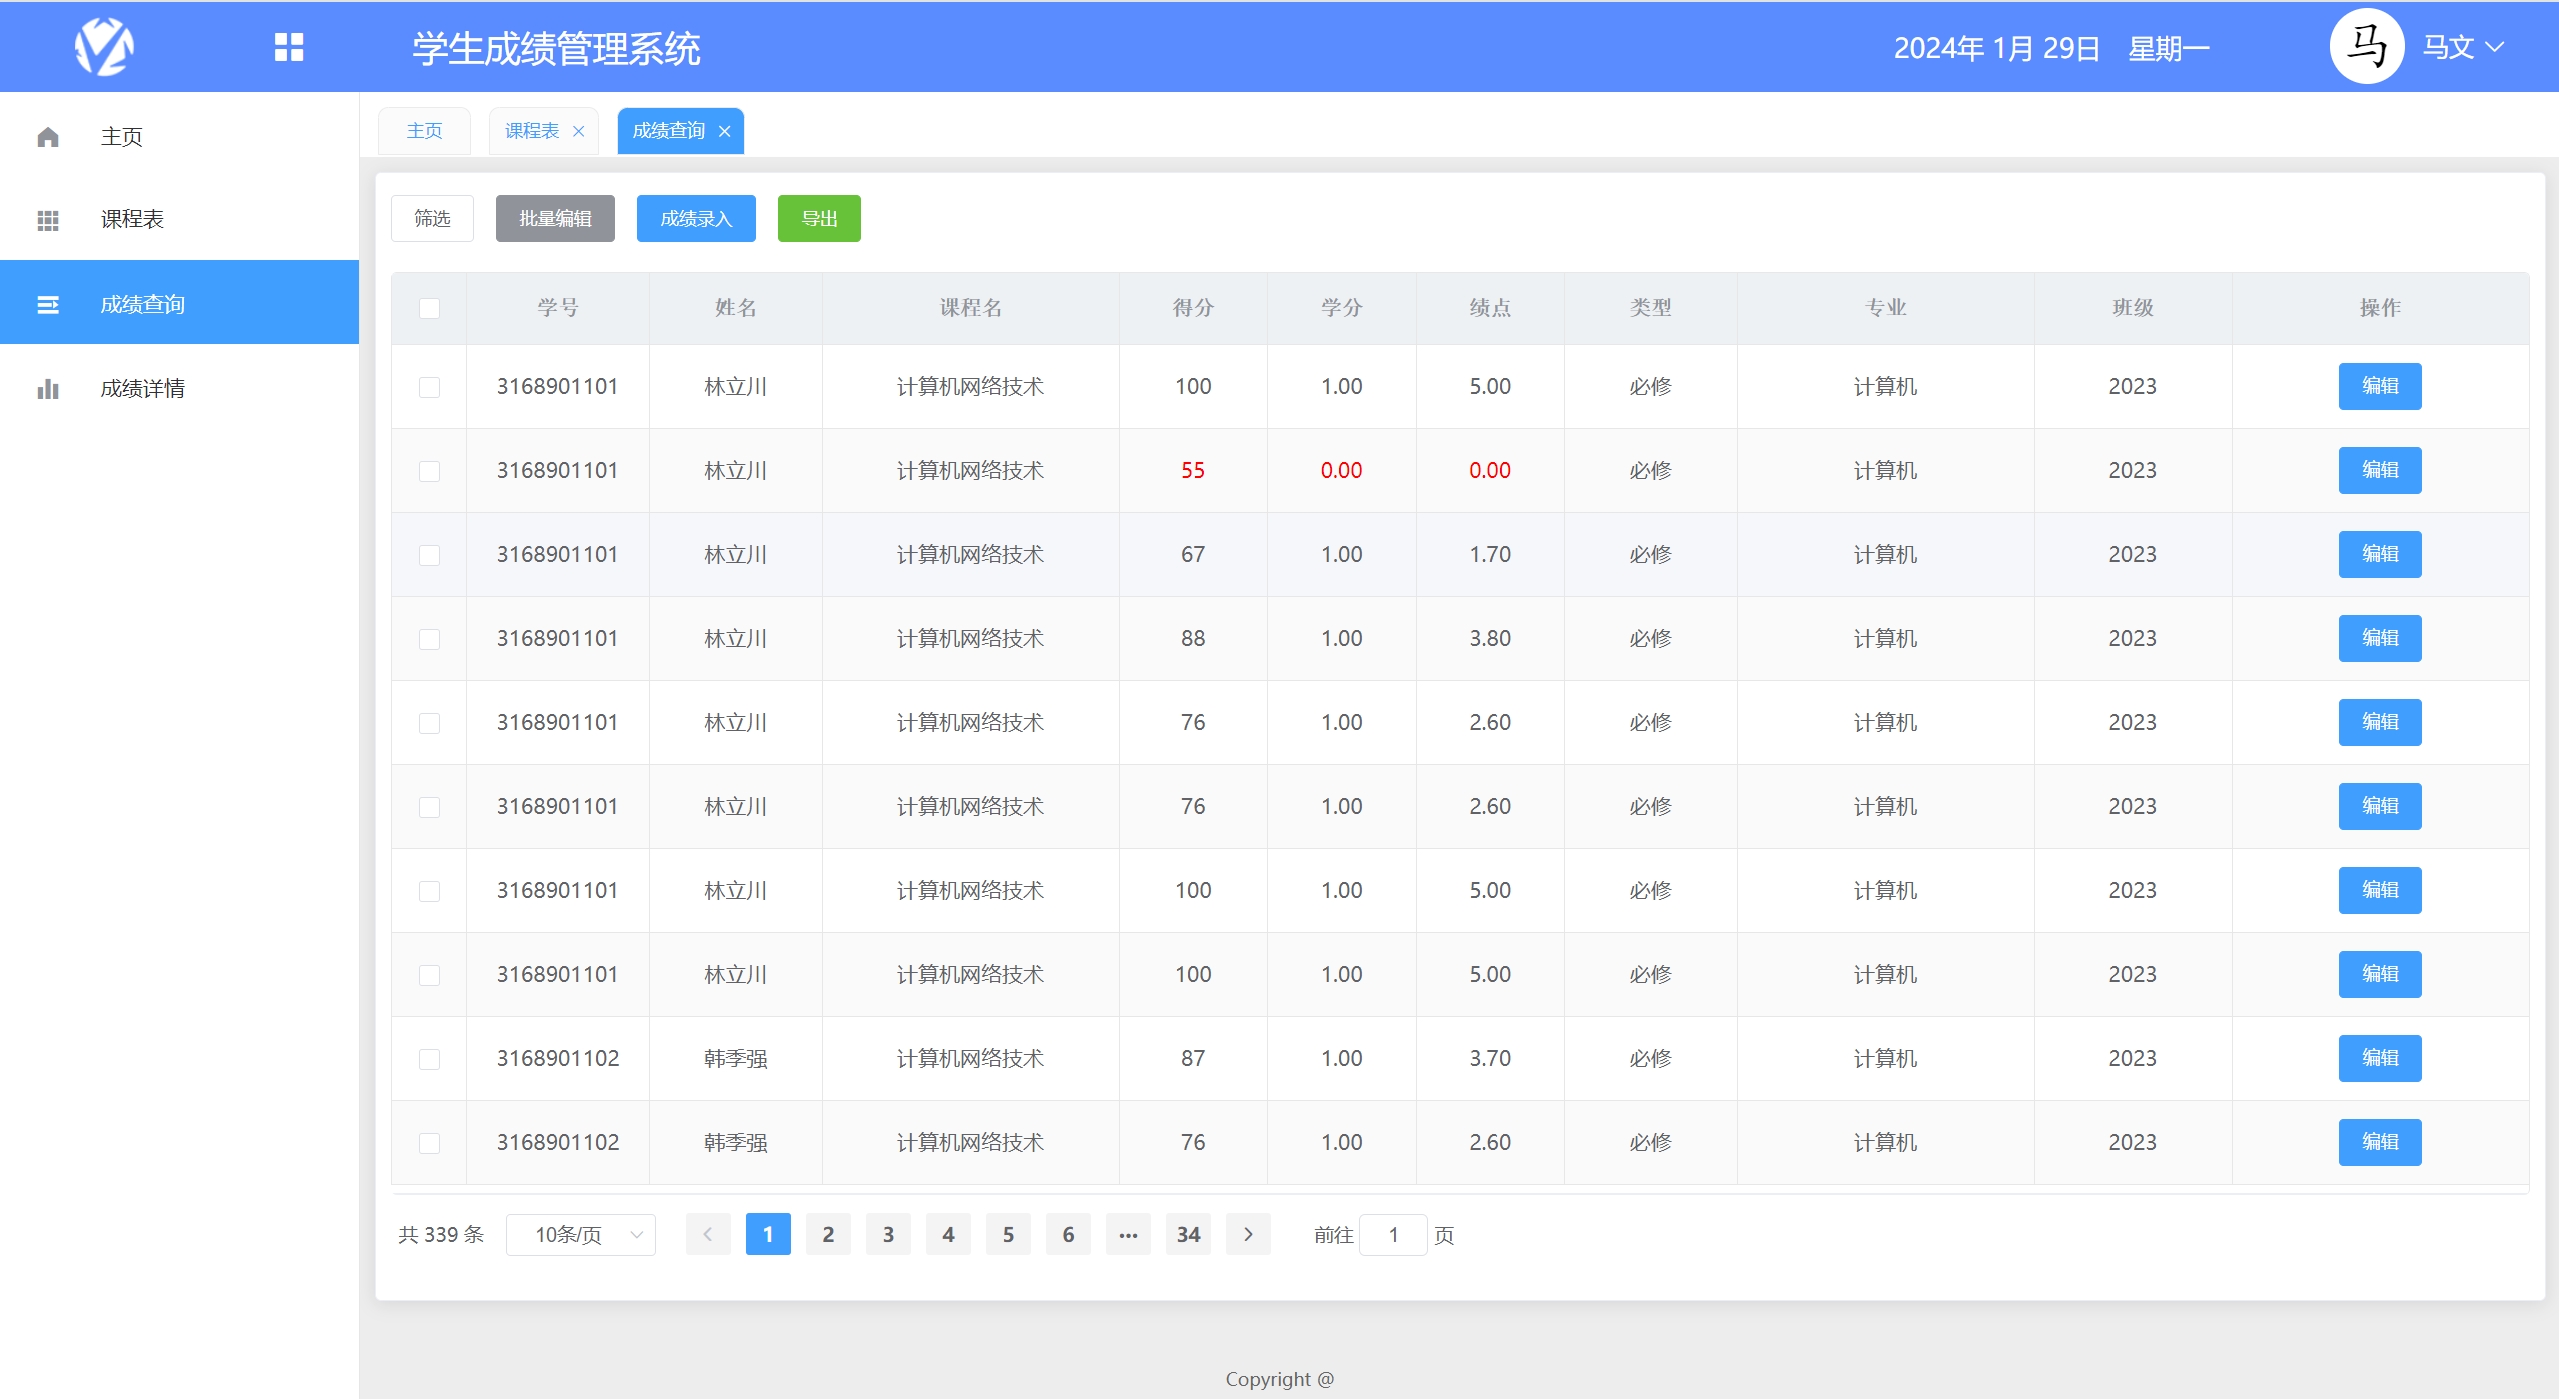 学生成绩管理系统
2024年 1月 29日 星期一
马
马文
主页
课程表
成绩查询
成绩详情
主页 课程表 成绩查询
筛选 批量编辑 成绩录入 导出
学号 姓名 课程名 得分 学分 绩点 类型 专业 班级 操作
3168901101 林立川 计算机网络技术 100 1.00 5.00 必修 计算机 2023 编辑
3168901101 林立川 计算机网络技术 55 0.00 0.00 必修 计算机 2023 编辑
3168901101 林立川 计算机网络技术 67 1.00 1.70 必修 计算机 2023 编辑
3168901101 林立川 计算机网络技术 88 1.00 3.80 必修 计算机 2023 编辑
3168901101 林立川 计算机网络技术 76 1.00 2.60 必修 计算机 2023 编辑
3168901101 林立川 计算机网络技术 76 1.00 2.60 必修 计算机 2023 编辑
3168901101 林立川 计算机网络技术 100 1.00 5.00 必修 计算机 2023 编辑
3168901101 林立川 计算机网络技术 100 1.00 5.00 必修 计算机 2023 编辑
3168901102 韩季强 计算机网络技术 87 1.00 3.70 必修 计算机 2023 编辑
3168901102 韩季强 计算机网络技术 76 1.00 2.60 必修 计算机 2023 编辑
共 339 条 10条/页 1 2 3 4 5 6 ••• 34 前往 1 页
Copyright @